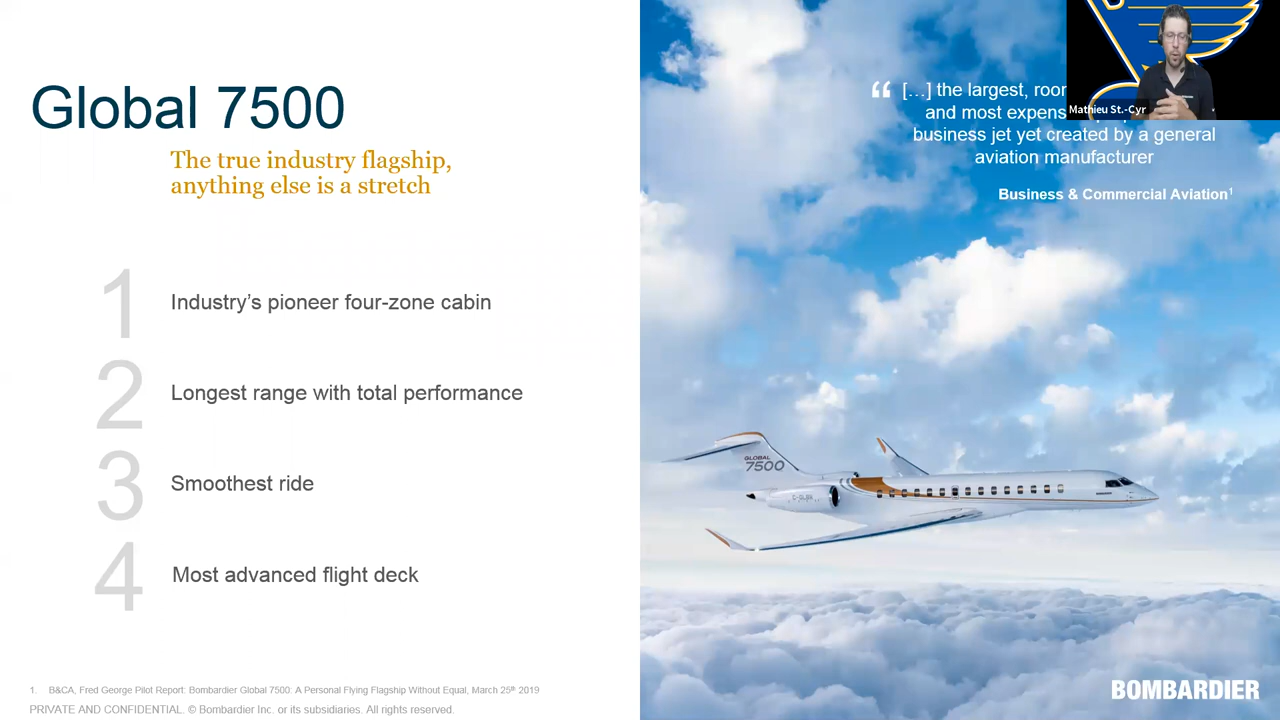 Global 7500
The true industry flagship,
anything else is a stretch
1 Industry's pioneer four-zone cabin
2 Longest range with total performance
3 Smoothest ride
4 Most advanced flight deck
1. B&CA, Fred George Pilot Report: Bombardier Global 7500: A Personal Flying Flagship Without Equal, March 25th 2019
PRIVATE AND CONFIDENTIAL. © Bombardier Inc. or its subsidiaries. All rights reserved.
“ […] the largest,
and most
business jet yet created by a general
aviation manufacturer
Business & Commercial Aviation1
Mathieu St.-Cyr
GLOBAL
7500
BOMBARDIER